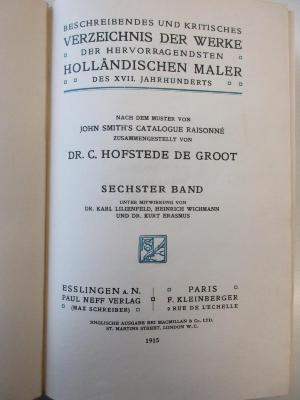 BESCHREIBENDES UND KRITISCHES
VERZEICHNIS DER WERKE
DER HERVORRAGENDSTEN
HOLLÄNDISCHEN MALER
DES XVII. JAHRHUNDERTS
NACH DEM MUSTER VON
JOHN SMITH'S CATALOGUE RAISONNÉ
ZUSAMMENGESTELLT VON
DR. C. HOFSTEDE DE GROOT
SECHSTER BAND
UNTER MITWIRKUNG VON
DR. KARL LILIENFELD, HEINRICH WICHMANN
UND DR. KURT ERASMUS
ESSLINGEN A. N.
PAUL NEFF VERLAG
(MAX SCHREIBER)
PARIS
F. KLEINBERGER
9 RUE DE L'ECHELLE
ENGLISCHE AUSGABE BEI MACMILLAN & Co. LTD.
ST. MARTINS STREET, LONDON W. C.
1915